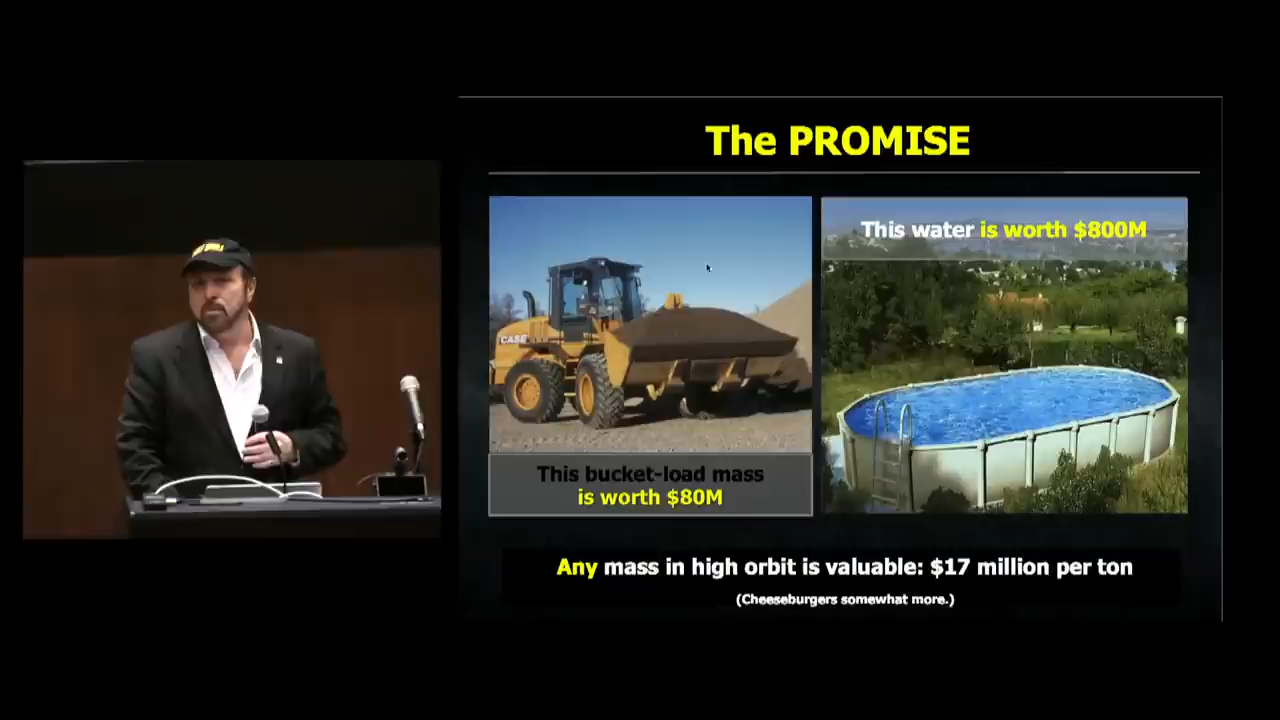 The PROMISE
This water is worth $800M
CASE
This bucket-load mass
is worth $80M
Any mass in high orbit is valuable: $17 million per ton
(Cheeseburgers somewhat more.)